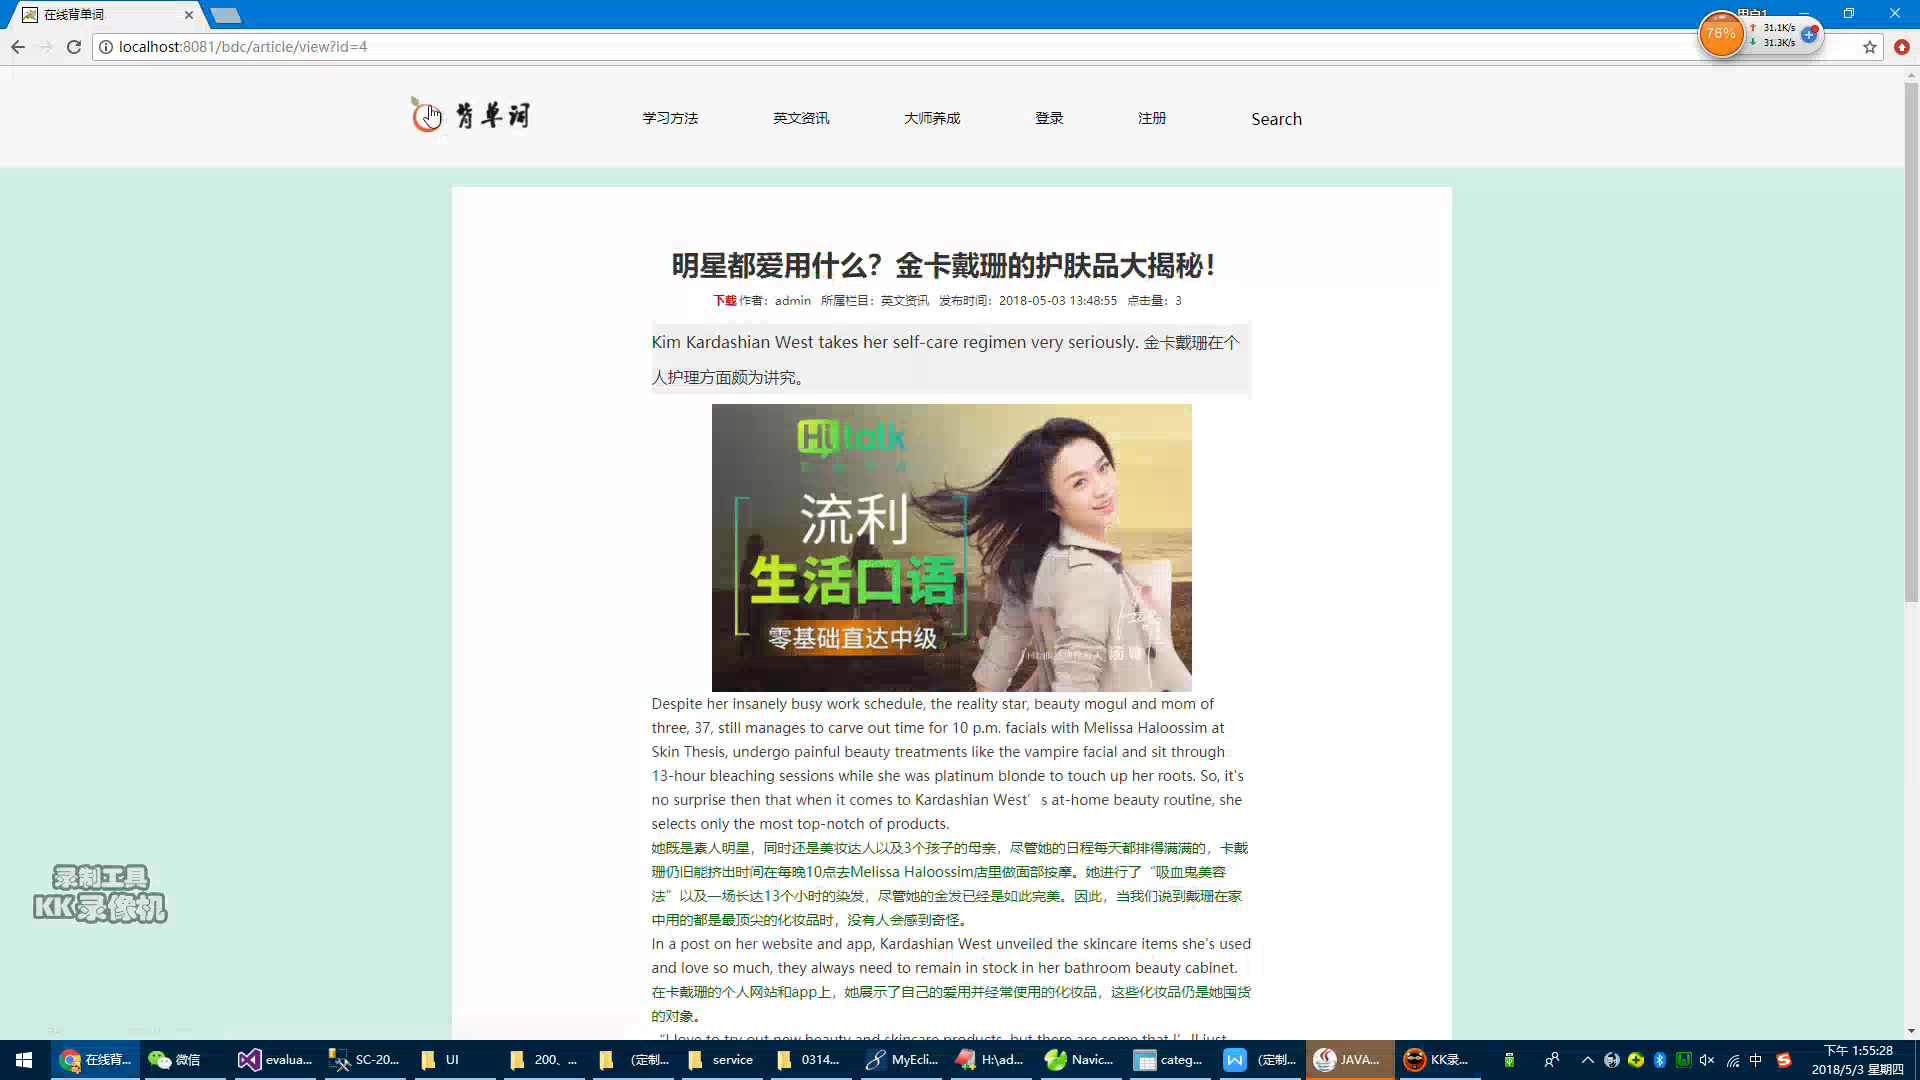 在线背单词
用户1
76%
31.1K/s
31.3K/s
localhost:8081/bdc/article/view?id=4
背单词
学习方法
英文资讯
大师养成
登录
注册
Search
明星都爱用什么？金卡戴珊的护肤品大揭秘！
下载 作者：admin 所属栏目：英文资讯 发布时间：2018-05-03 13:48:55 点击量：3
Kim Kardashian West takes her self-care regimen very seriously. 金卡戴珊在个
人护理方面颇为讲究。
Hi talk
流利
生活口语
零基础直达中级
Despite her insanely busy work schedule, the reality star, beauty mogul and mom of
three, 37, still manages to carve out time for 10 p.m. facials with Melissa Haloossim at
Skin Thesis, undergo painful beauty treatments like the vampire facial and sit through
13-hour bleaching sessions while she was platinum blonde to touch up her roots. So, it's
no surprise then that when it comes to Kardashian West’s at-home beauty routine, she
selects only the most top-notch of products.
她既是素人明星，同时还是美妆达人以及3个孩子的母亲，尽管她的日程每天都排得满满的，卡戴
珊仍旧能挤出时间在每晚10点去Melissa Haloossim店里做面部按摩。她进行了“吸血鬼美容
法”以及一场长达13个小时的染发，尽管她的金发已经是如此完美。因此，当我们说到戴珊在家
中用的都是最顶尖的化妆品时，没有人会感到奇怪。
In a post on her website and app, Kardashian West unveiled the skincare items she's used
and love so much, they always need to remain in stock in her bathroom beauty cabinet.
在卡戴珊的个人网站和app上，她展示了自己的爱用并经常使用的化妆品，这些化妆品仍是她囤货
的对象。
“I love to try out new beauty and skincare products, but there are some that I’ll just
录制工具
KK录像机
在线背...
微信
evalua...
SC-20...
UI
200、...
(定制...
service
0314...
MyEcli...
H:\ad...
Navic...
categ...
(定制...
JAVA...
KK录...
中
下午 1:55:28
2018/5/3 星期四